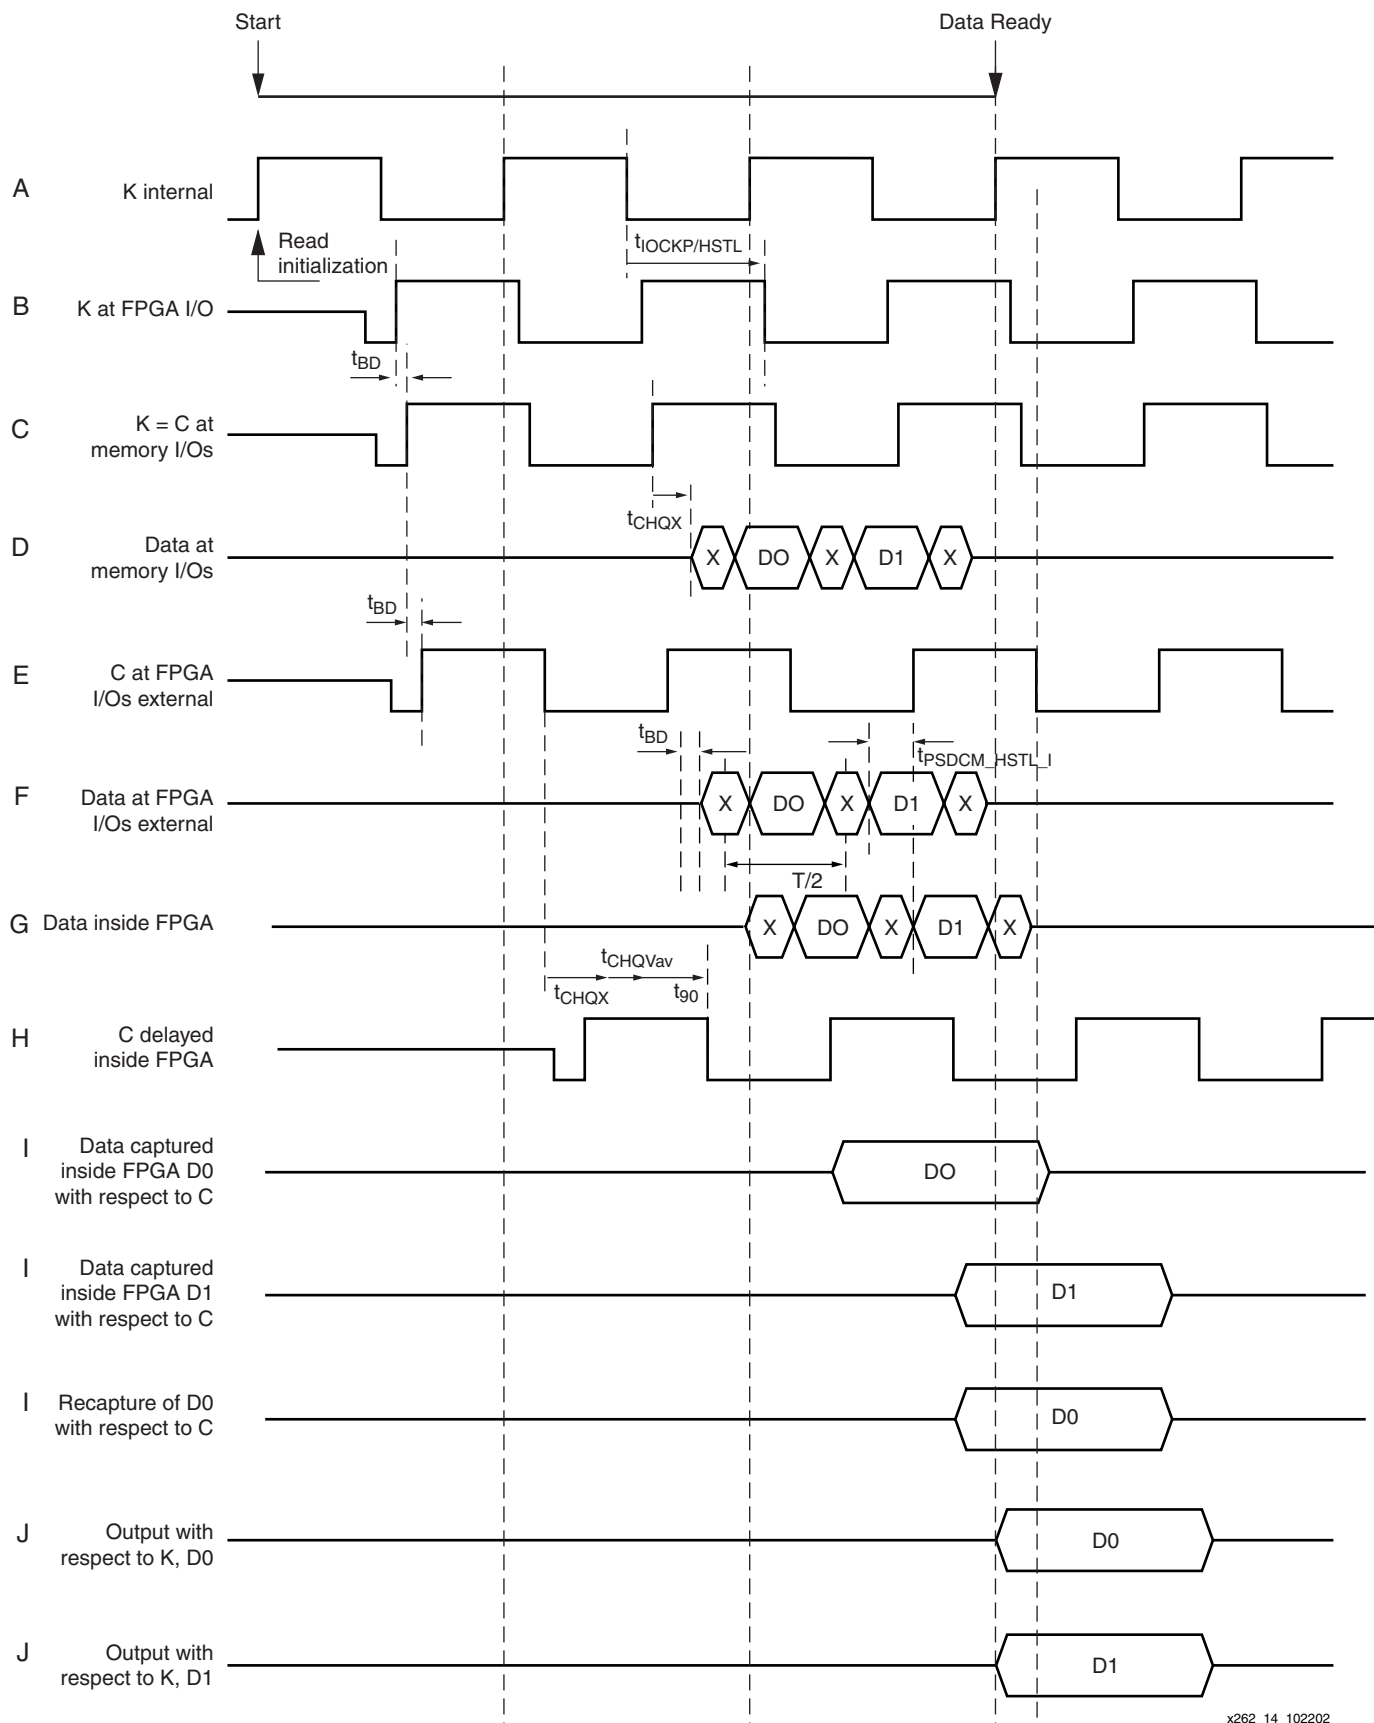 Start
Data Ready
A
K internal
Read
initialization
tIOCKP/HSTL
B
K at FPGA I/O
tBD
C
K = C at
memory I/Os
tCHQX
D
Data at
memory I/Os
X
DO
X
D1
X
tBD
E
C at FPGA
I/Os external
tBD
tPSDCM_HSTL_I
F
Data at FPGA
I/Os external
X
DO
X
D1
X
T/2
G
Data inside FPGA
X
DO
X
D1
X
tCHQVav
tCHQX
t90
H
C delayed
inside FPGA
I
Data captured
inside FPGA D0
with respect to C
DO
I
Data captured
inside FPGA D1
with respect to C
D1
I
Recapture of D0
with respect to C
D0
J
Output with
respect to K, D0
D0
J
Output with
respect to K, D1
D1
x262_14_102202